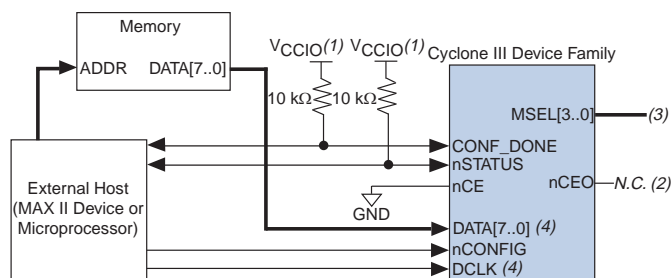 Memory
ADDR DATA[7..0]
VCCIO(1) VCCIO(1)
Cyclone III Device Family
10 kΩ 10 kΩ
MSEL[3..0] (3)
CONF_DONE
nSTATUS
nCE
nCEO N.C. (2)
GND
External Host
(MAX II Device or
Microprocessor)
DATA[7..0] (4)
nCONFIG
DCLK (4)